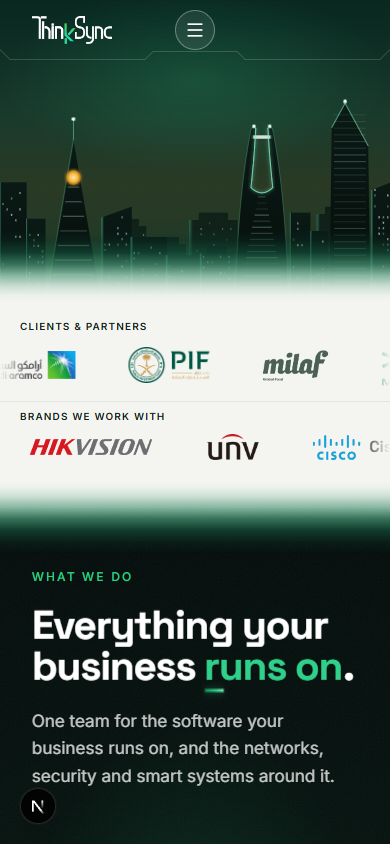 ThinkSync
CLIENTS & PARTNERS
أرامكو
aramco
PIF
milaf
BRANDS WE WORK WITH
HIKVISION
unv
CISCO
WHAT WE DO
Everything your
business runs on.
One team for the software your
business runs on, and the networks,
security and smart systems around it.
N